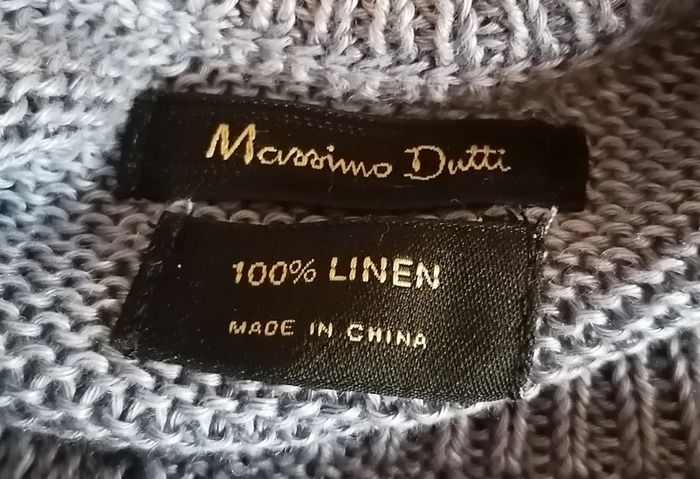 Massimo Dutti
100% LINEN
MADE IN CHINA